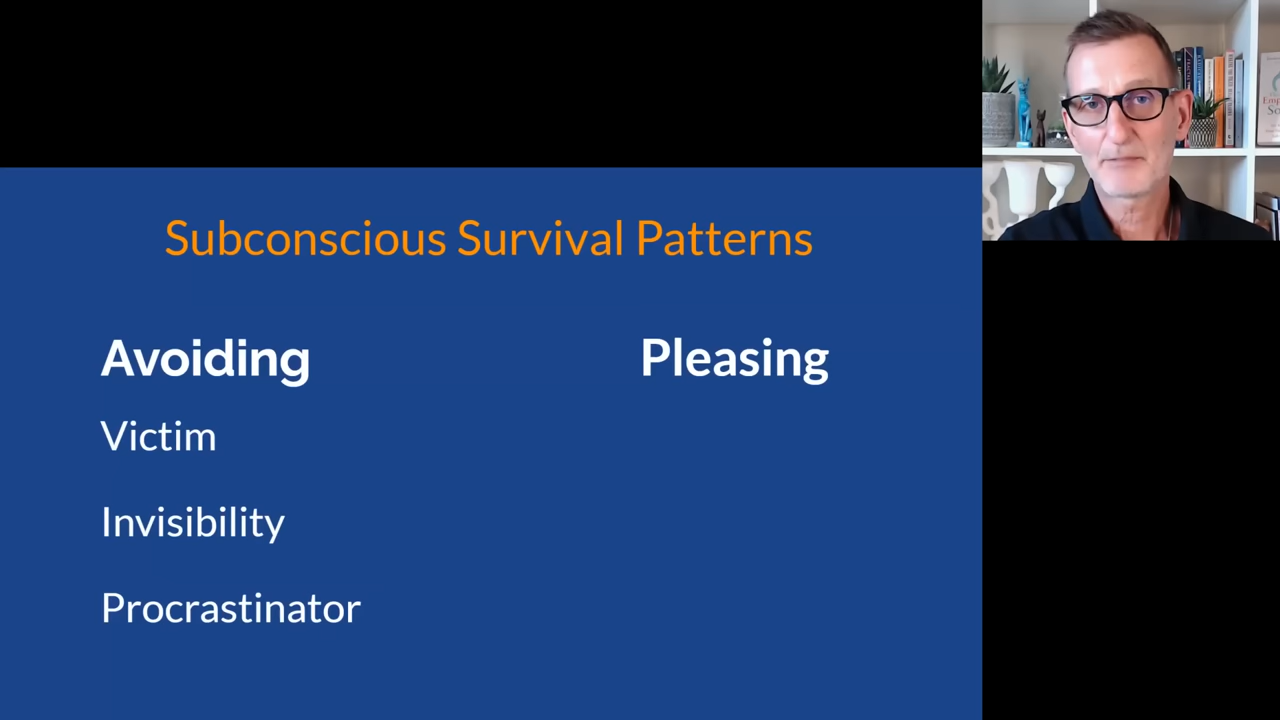 Subconscious Survival Patterns
Avoiding
Pleasing
Victim
Invisibility
Procrastinator